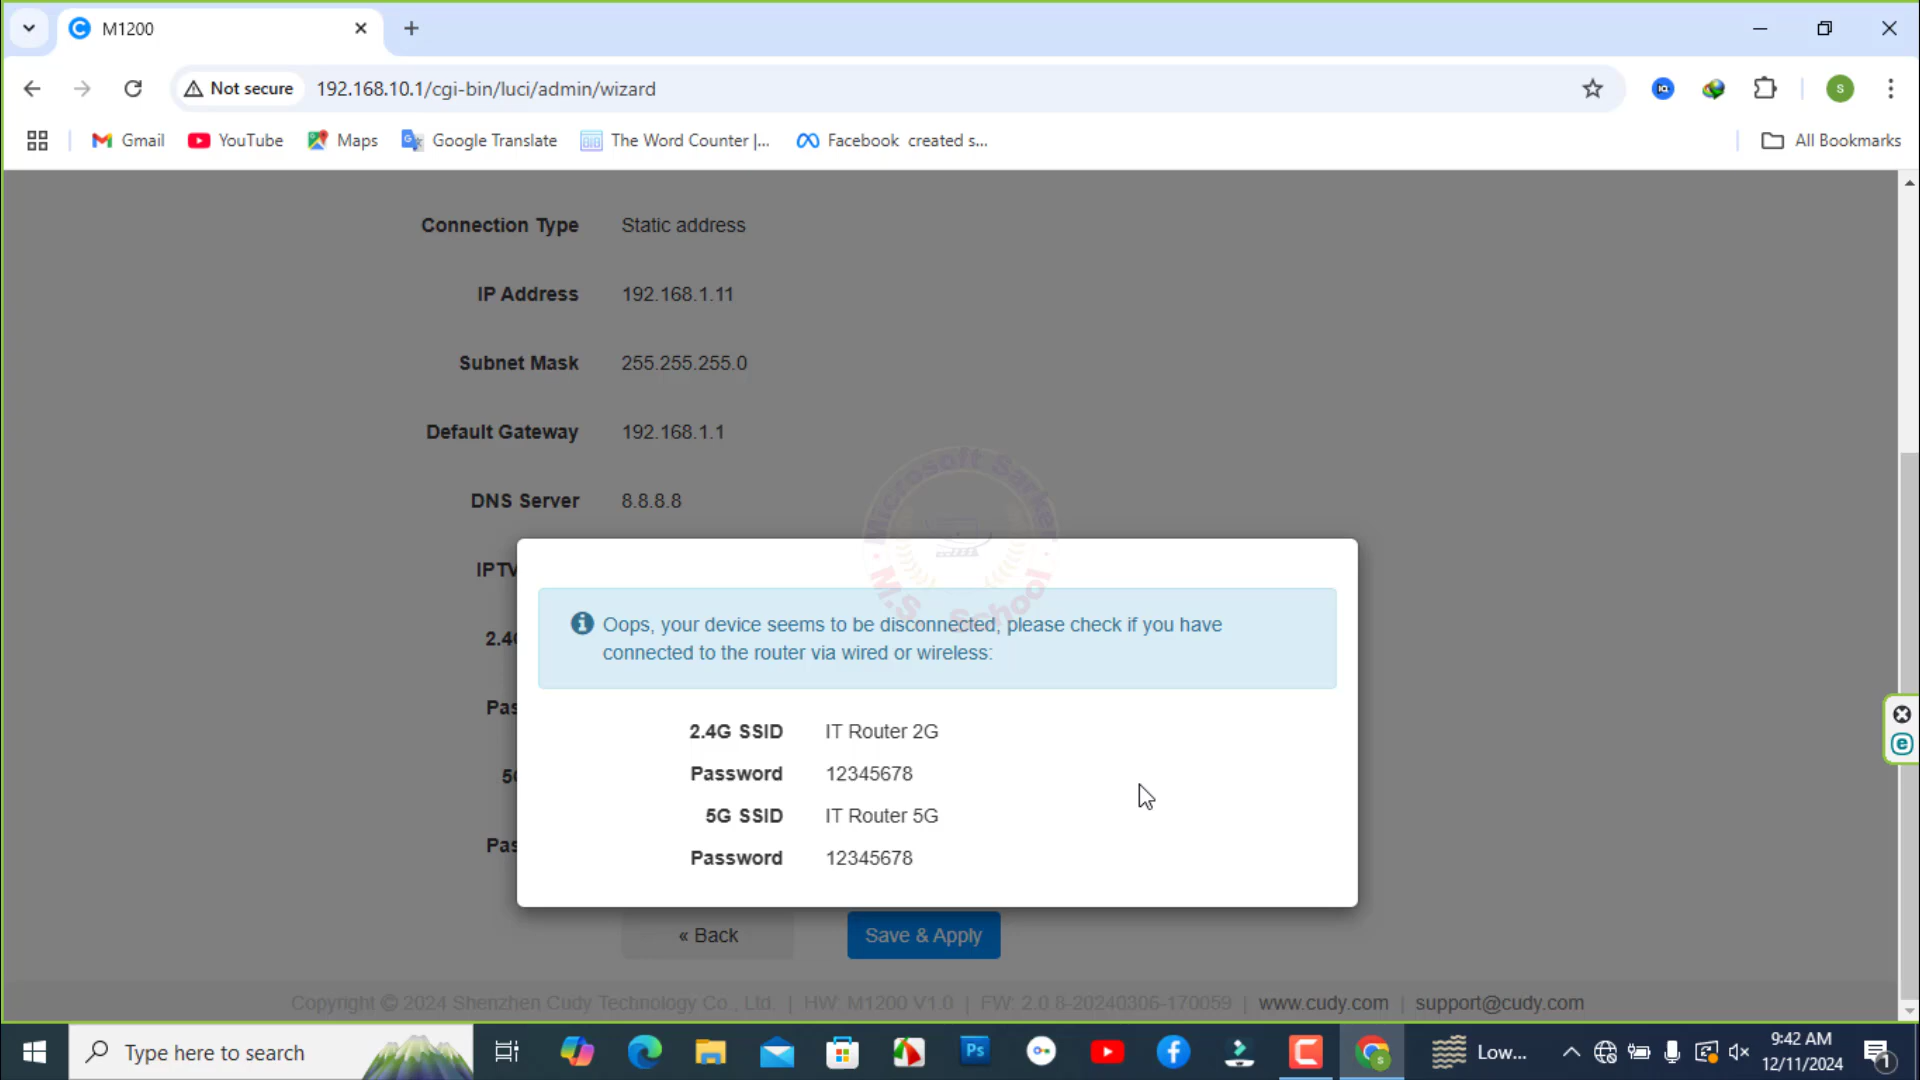 M1200
Not secure 192.168.10.1/cgi-bin/luci/admin/wizard
S
Gmail YouTube Maps Google Translate The Word Counter |... Facebook created s... All Bookmarks
Connection Type Static address
IP Address 192.168.1.11
Subnet Mask 255.255.255.0
Default Gateway 192.168.1.1
DNS Server 8.8.8.8
Microsoft Sarker
M.S School
IPTV
2.4G
Pas
5G
Pas
Oops, your device seems to be disconnected, please check if you have
connected to the router via wired or wireless:
2.4G SSID IT Router 2G
Password 12345678
5G SSID IT Router 5G
Password 12345678
« Back Save & Apply
Copyright © 2024 Shenzhen Cudy Technology Co., Ltd. | HW: M1200 V1.0 | FW: 2.0.8-20240306-170059 | www.cudy.com | support@cudy.com
Type here to search
Ps
Low...
9:42 AM
12/11/2024
1